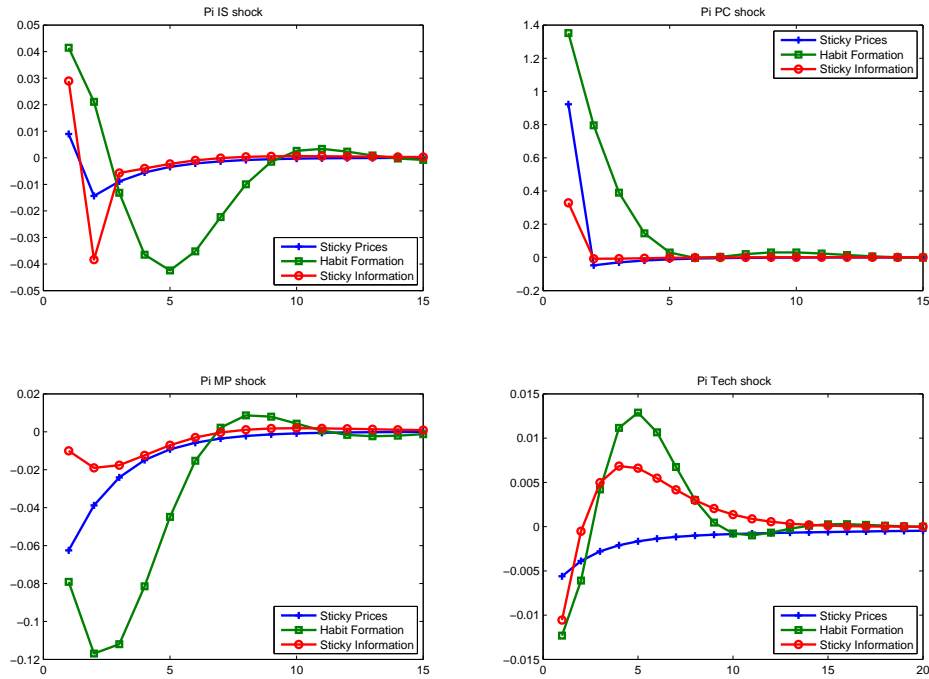 Pi IS shock
0.05
0.04
0.03
0.02
0.01
0
−0.01
−0.02
−0.03
−0.04
−0.05
0 5 10 15
Sticky Prices
Habit Formation
Sticky Information
Pi PC shock
1.4
1.2
1
0.8
0.6
0.4
0.2
0
−0.2
0 5 10 15
Sticky Prices
Habit Formation
Sticky Information
Pi MP shock
0.02
0
−0.02
−0.04
−0.06
−0.08
−0.1
−0.12
0 5 10 15
Sticky Prices
Habit Formation
Sticky Information
Pi Tech shock
0.015
0.01
0.005
0
−0.005
−0.01
−0.015
0 5 10 15 20
Sticky Prices
Habit Formation
Sticky Information